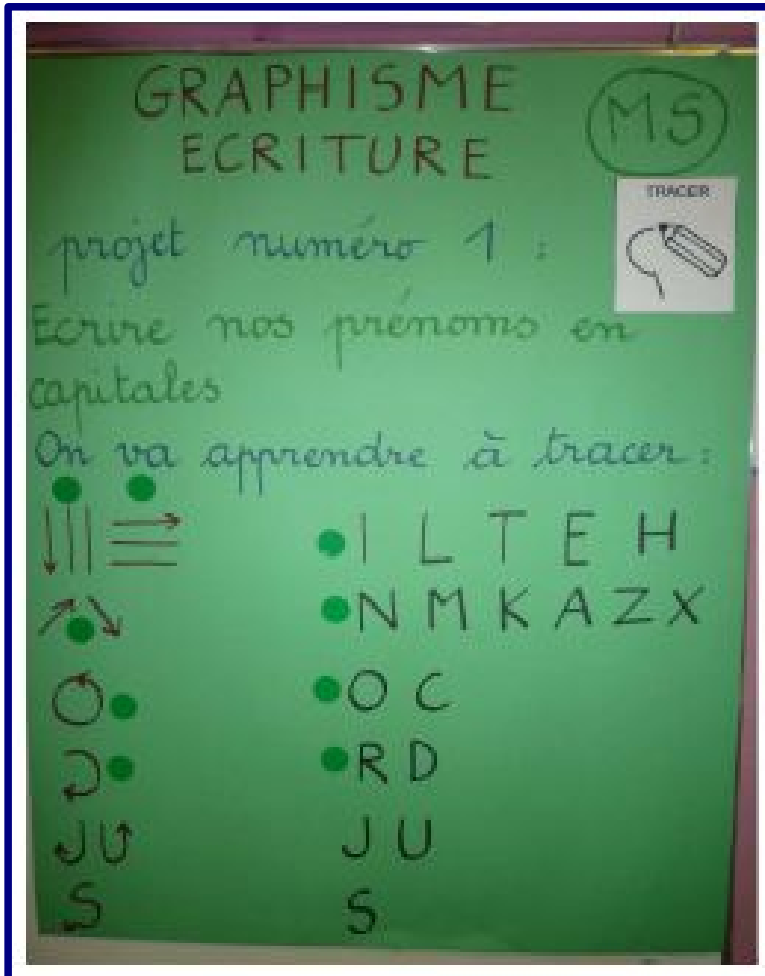 GRAPHISME
ECRITURE
MS
TRACER
projet numéro 1 :
Ecrire nos prénoms en
capitales
On va apprendre à tracer :
I L T E H
N M K A Z X
O C
R D
J U J U
S S